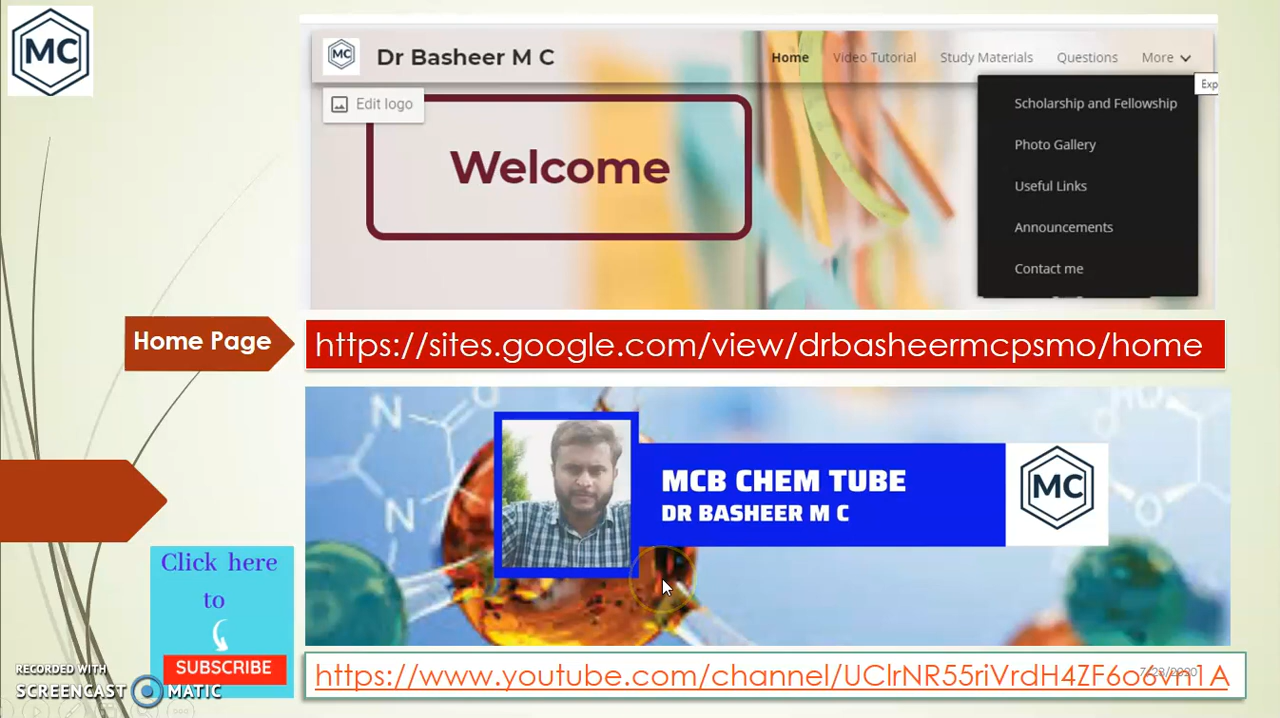 MC
MC
Dr Basheer M C
Home
Video Tutorial
Study Materials
Questions
More
Exp
Edit logo
Scholarship and Fellowship
Welcome
Photo Gallery
Useful Links
Announcements
Contact me
Home Page
https://sites.google.com/view/drbasheermcpsmo/home
MCB CHEM TUBE
DR BASHEER M C
MC
Click here
to
SUBSCRIBE
RECORDED WITH
SCREENCAST MATIC